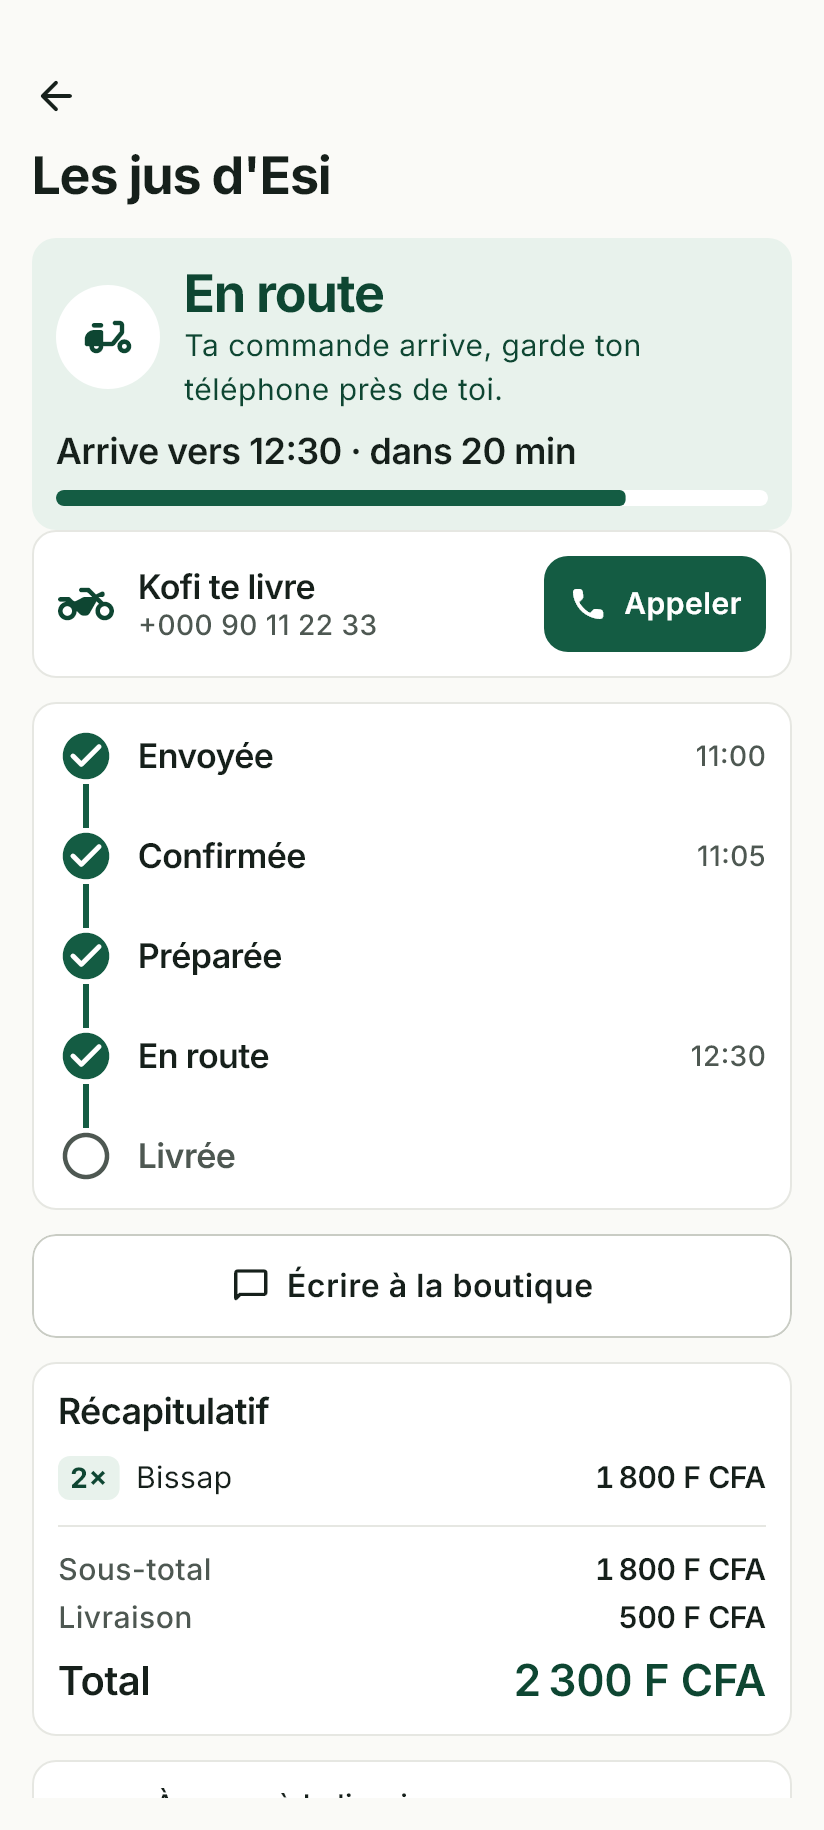 Les jus d'Esi
En route
Ta commande arrive, garde ton
téléphone près de toi.
Arrive vers 12:30 · dans 20 min
Kofi te livre
+000 90 11 22 33
Appeler
Envoyée 11:00
Confirmée 11:05
Préparée
En route 12:30
Livrée
Écrire à la boutique
Récapitulatif
2× Bissap 1 800 F CFA
Sous-total 1 800 F CFA
Livraison 500 F CFA
Total 2 300 F CFA